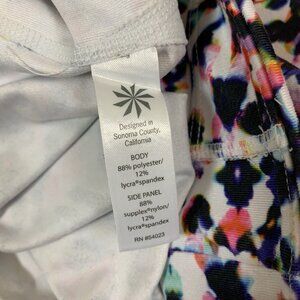 Designed in
Sonoma County,
California
BODY
88% polyester/
12%
lycra®spandex
SIDE PANEL
88%
supplex®nylon/
12%
lycra®spandex
RN #54023